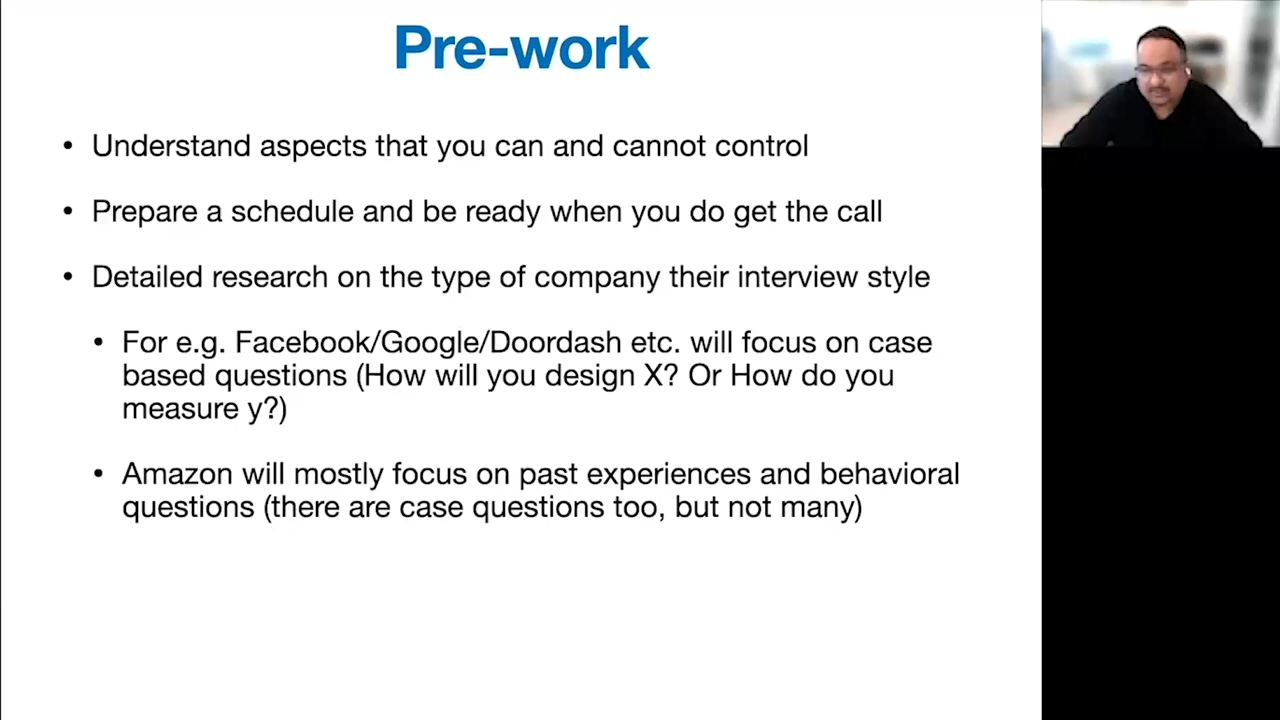 Pre-work
• Understand aspects that you can and cannot control
• Prepare a schedule and be ready when you do get the call
• Detailed research on the type of company their interview style
• For e.g. Facebook/Google/Doordash etc. will focus on case
based questions (How will you design X? Or How do you
measure y?)
• Amazon will mostly focus on past experiences and behavioral
questions (there are case questions too, but not many)